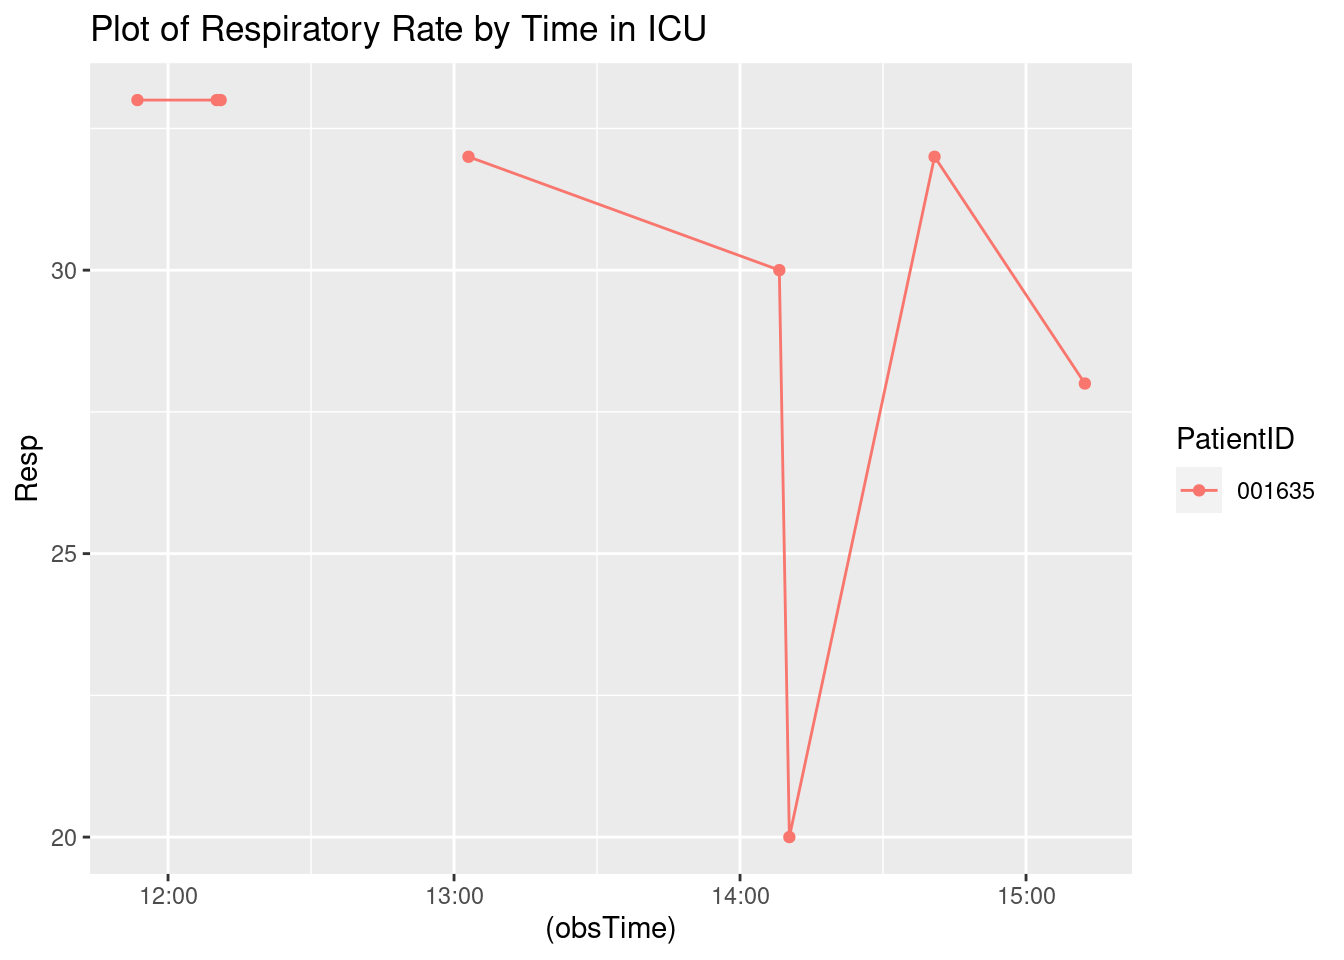 Plot of Respiratory Rate by Time in ICU
Resp
30
25
20
12:00 13:00 14:00 15:00
(obsTime)
PatientID
001635